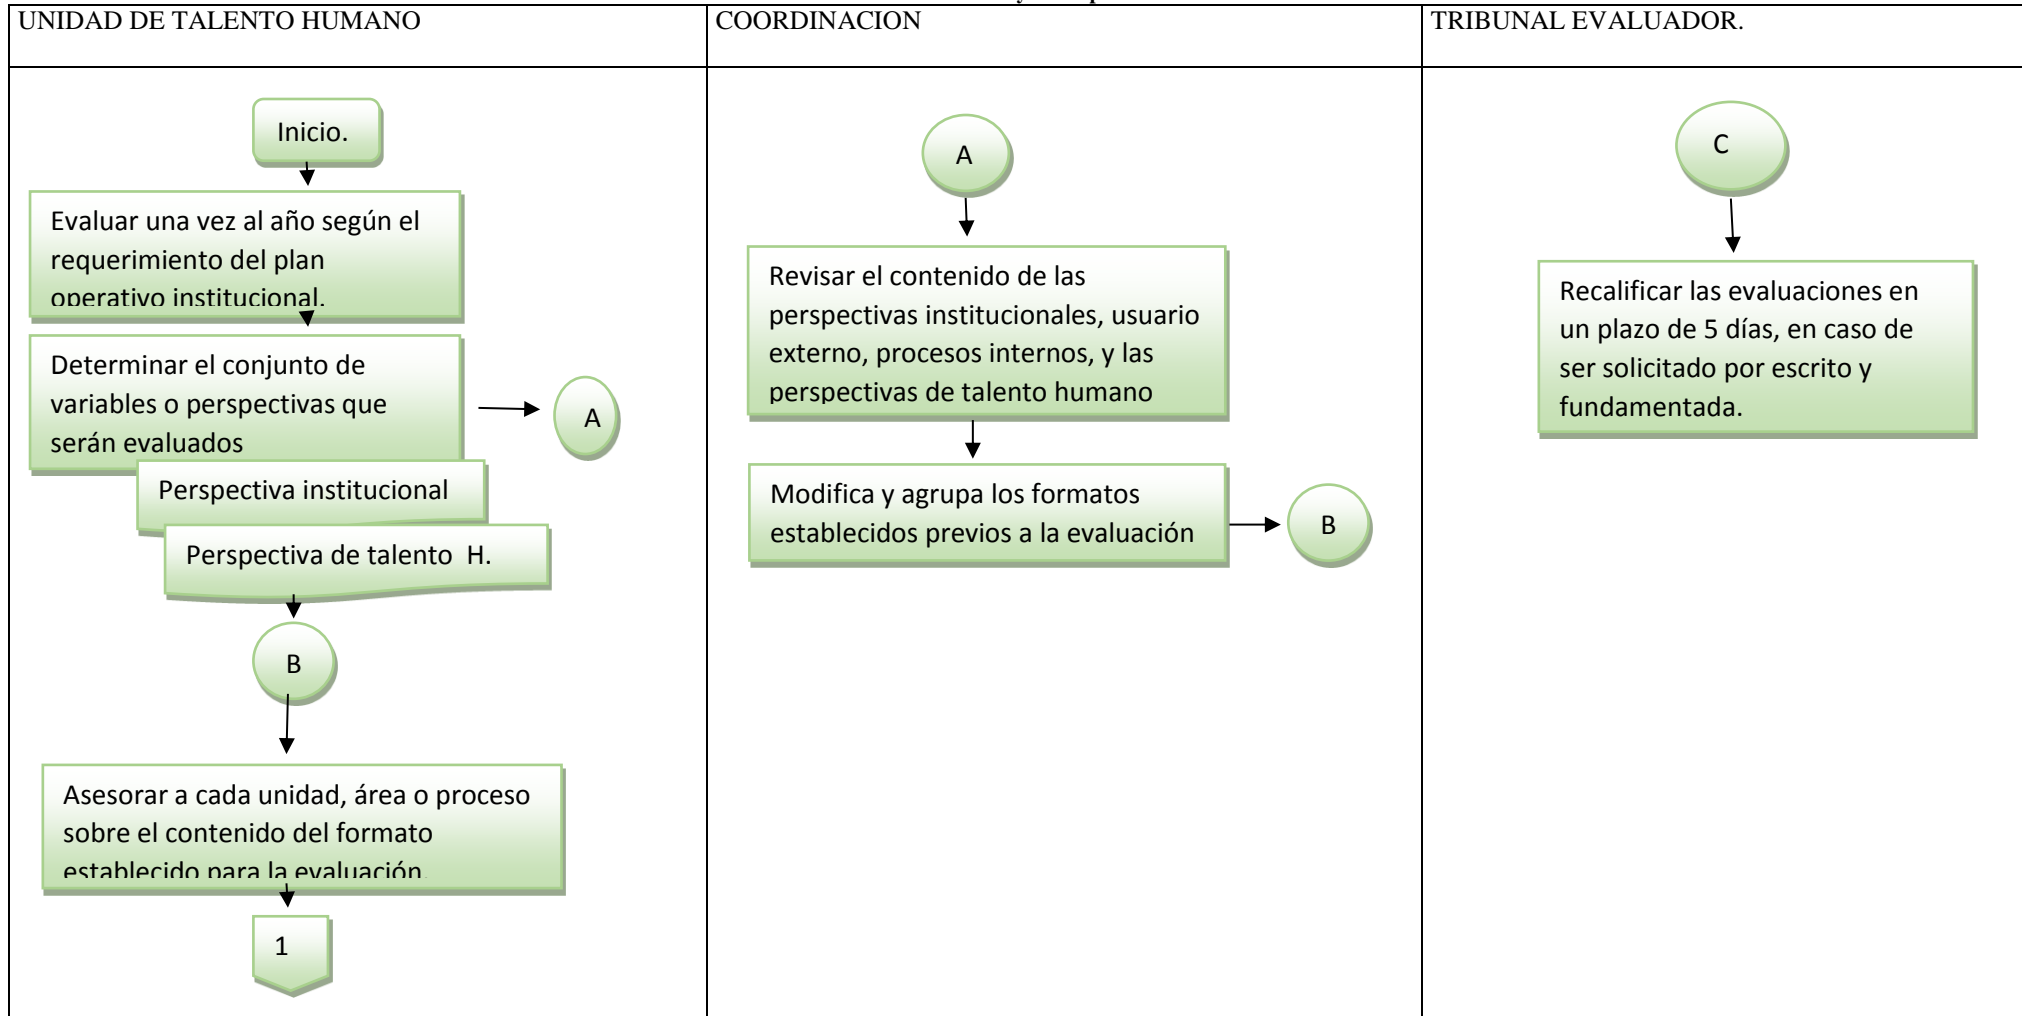 UNIDAD DE TALENTO HUMANO
COORDINACION
TRIBUNAL EVALUADOR.
Inicio.
Evaluar una vez al año según el
requerimiento del plan
operativo institucional.
Determinar el conjunto de
variables o perspectivas que
serán evaluados
A
Perspectiva institucional
Perspectiva de talento H.
B
Asesorar a cada unidad, área o proceso
sobre el contenido del formato
establecido para la evaluación.
1
A
Revisar el contenido de las
perspectivas institucionales, usuario
externo, procesos internos, y las
perspectivas de talento humano
Modifica y agrupa los formatos
establecidos previos a la evaluación
B
C
Recalificar las evaluaciones en
un plazo de 5 días, en caso de
ser solicitado por escrito y
fundamentada.